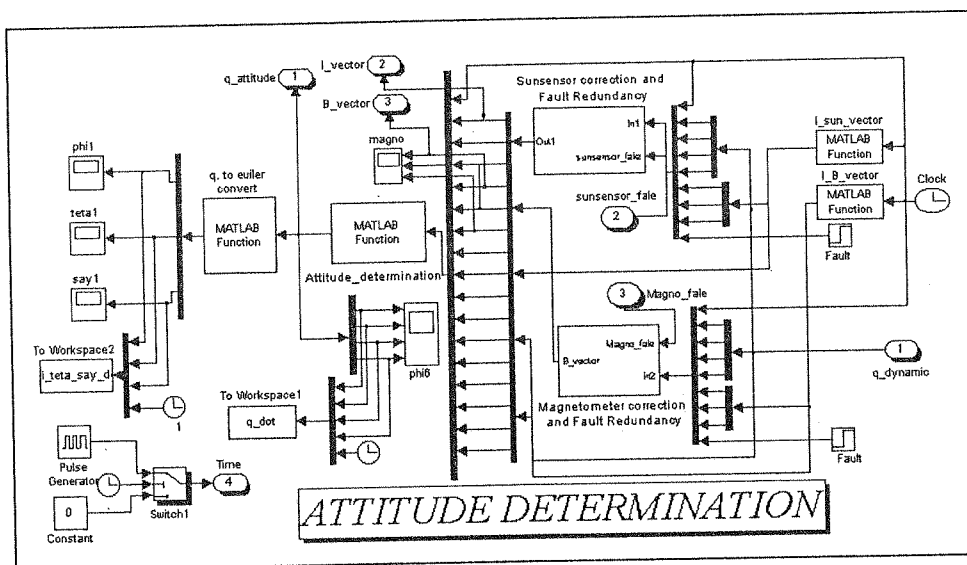 I_vector
2
q_attitude
1
B_vector
3
magno
Sunsensor correction and
Fault Redundancy
In1
Out1
sunsensor_fake
sunsensor_fale
2
I_sun_vector
MATLAB
Function
I_B_vector
MATLAB
Function
Clock
Fault
phi1
teta1
say1
q. to euiler
convert
MATLAB
Function
MATLAB
Function
Attitude_determination
phi6
To Workspace2
i_teta_say_d
To Workspace1
q_dot
3
Magno_fale
Magno_fake
B_vector
In2
Magnetometer correction
and Fault Redundancy
1
q_dynamic
Fault
Pulse
Generator
0
Constant
Switch1
Time
4
ATTITUDE DETERMINATION